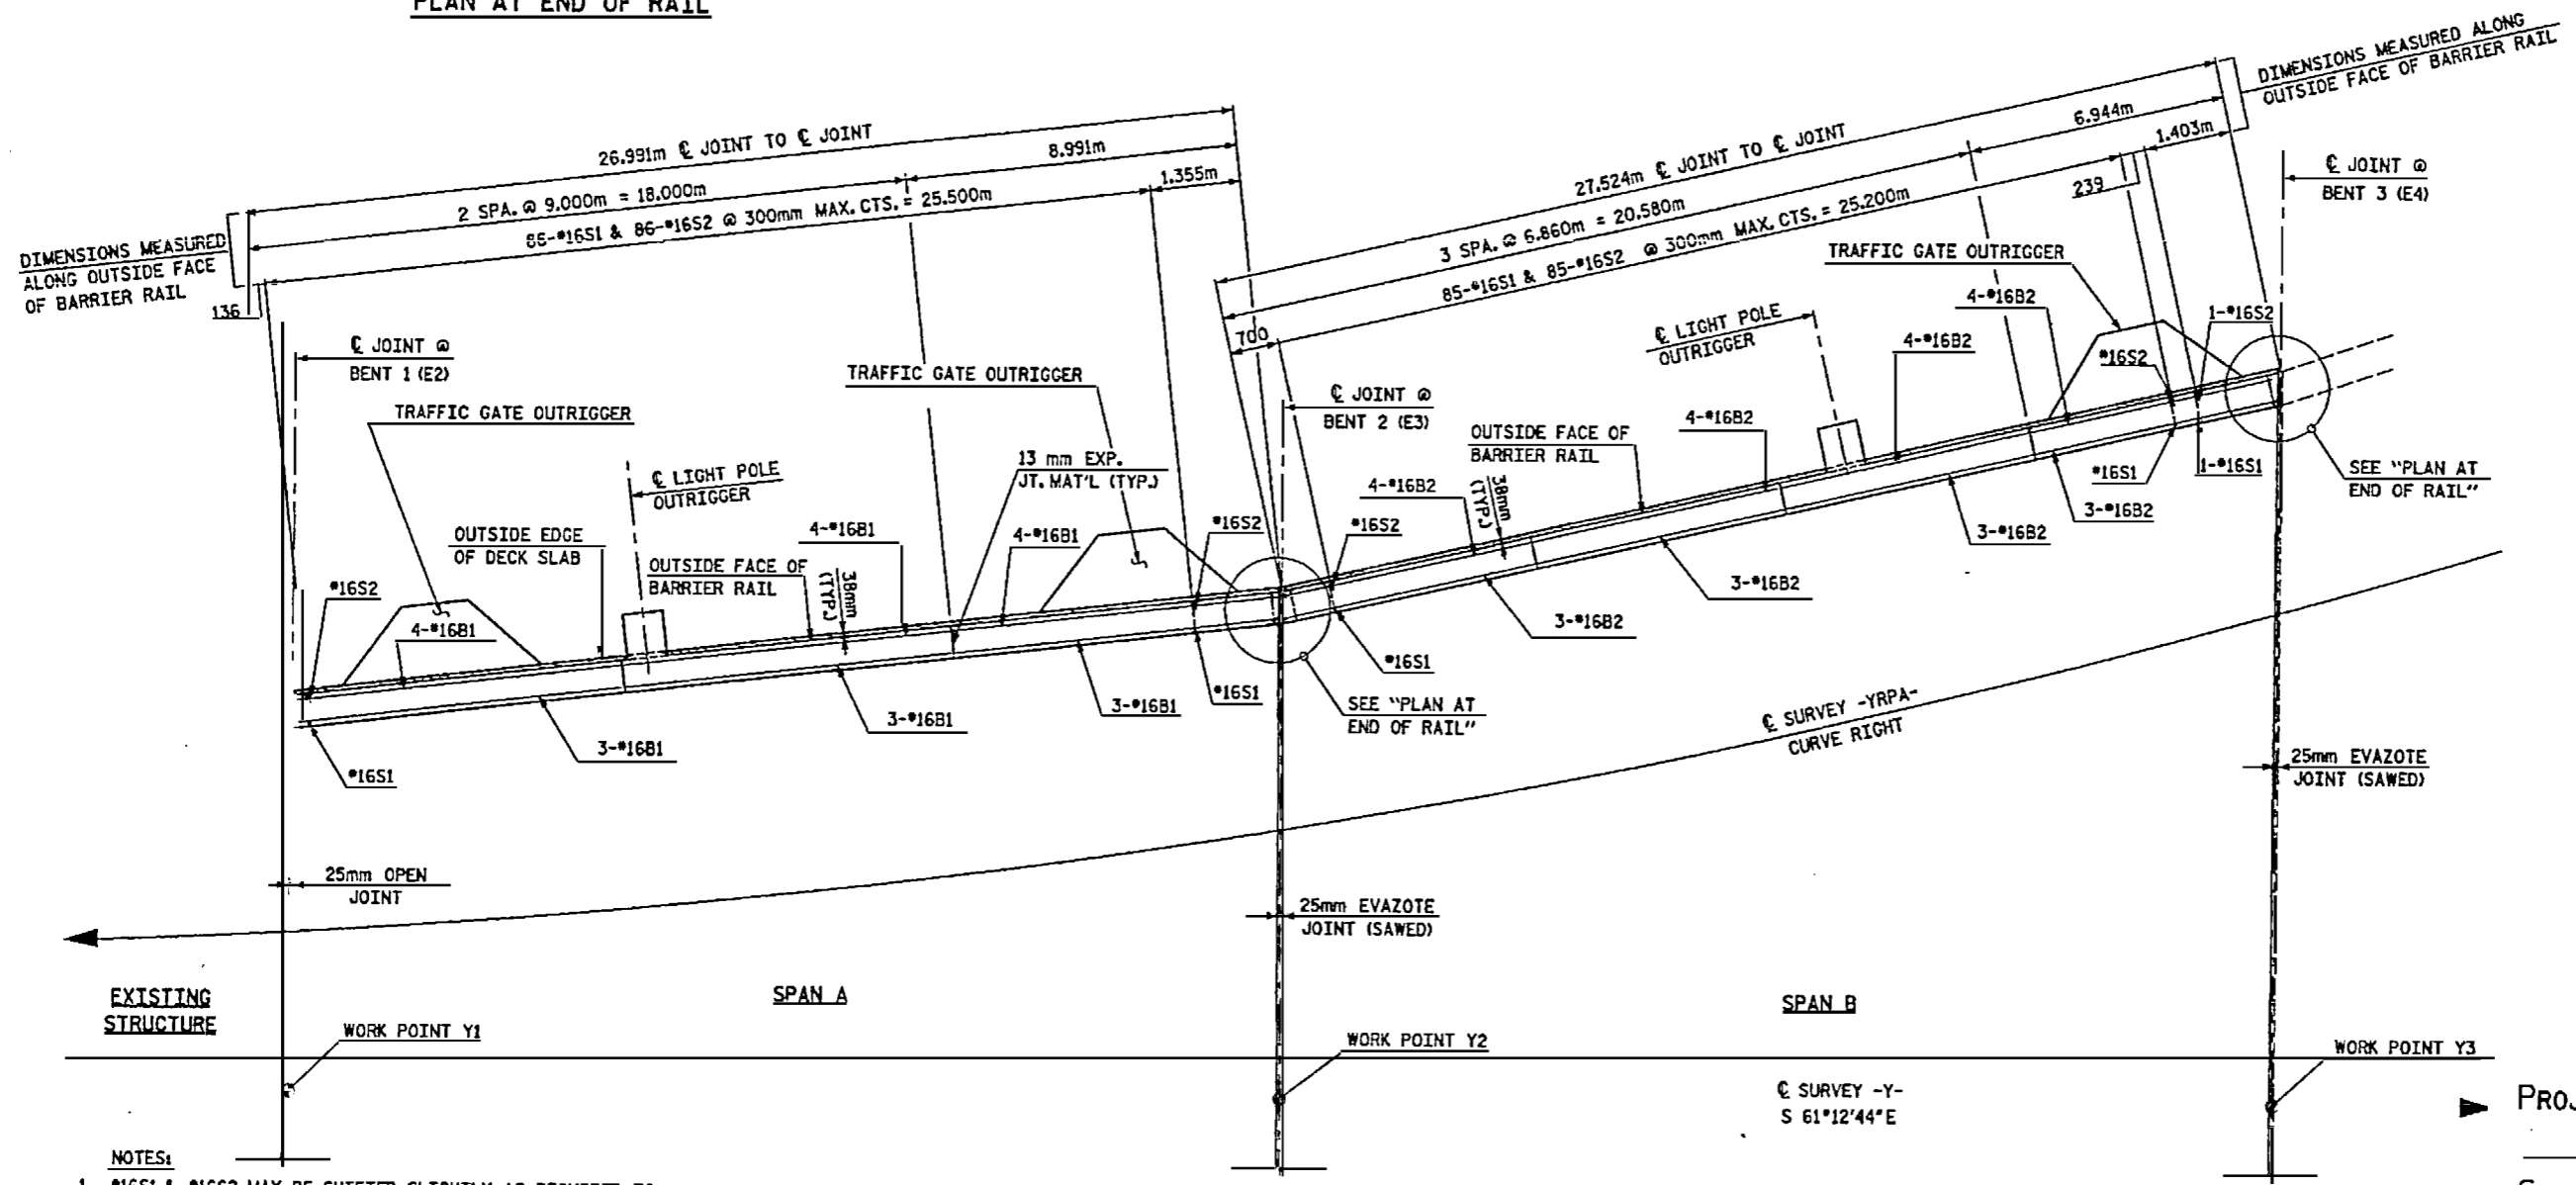 PLAN AT END OF RAIL
DIMENSIONS MEASURED ALONG
OUTSIDE FACE OF BARRIER RAIL
26.991m ℄ JOINT TO ℄ JOINT
2 SPA. @ 9.000m = 18.000m
8.991m
86-#16S1 & 86-#16S2 @ 300mm MAX. CTS. = 25.500m
1.355m
DIMENSIONS MEASURED
ALONG OUTSIDE FACE
OF BARRIER RAIL
136
27.524m ℄ JOINT TO ℄ JOINT
6.944m
3 SPA. @ 6.860m = 20.580m
1.403m
85-#16S1 & 85-#16S2 @ 300mm MAX. CTS. = 25.200m
239
700
℄ JOINT @
BENT 3 (E4)
℄ JOINT @
BENT 1 (E2)
TRAFFIC GATE OUTRIGGER
TRAFFIC GATE OUTRIGGER
℄ JOINT @
BENT 2 (E3)
℄ LIGHT POLE
OUTRIGGER
TRAFFIC GATE OUTRIGGER
4-#16B2
4-#16B2
1-#16S2
#16S2
4-#16B2
OUTSIDE FACE OF
BARRIER RAIL
4-#16B2
38mm
(TYP.)
#16S1
1-#16S1
SEE "PLAN AT
END OF RAIL"
3-#16B2
3-#16B2
3-#16B2
3-#16B2
℄ LIGHT POLE
OUTRIGGER
13 mm EXP.
JT. MAT'L (TYP.)
OUTSIDE EDGE
OF DECK SLAB
OUTSIDE FACE OF
BARRIER RAIL
4-#16B1
38mm
(TYP.)
4-#16B1
#16S2
#16S2
#16S2
4-#16B1
#16S1
3-#16B1
3-#16B1
3-#16B1
#16S1
#16S1
SEE "PLAN AT
END OF RAIL"
℄ SURVEY -YRPA-
CURVE RIGHT
25mm EVAZOTE
JOINT (SAWED)
25mm OPEN
JOINT
25mm EVAZOTE
JOINT (SAWED)
EXISTING
STRUCTURE
SPAN A
SPAN B
WORK POINT Y1
WORK POINT Y2
WORK POINT Y3
℄ SURVEY -Y-
S 61°12'44"E
PROJ
NOTES:
1. #16S1 & #16S2 MAY BE SHIFTED SLIGHTLY AS REQUIRED TO